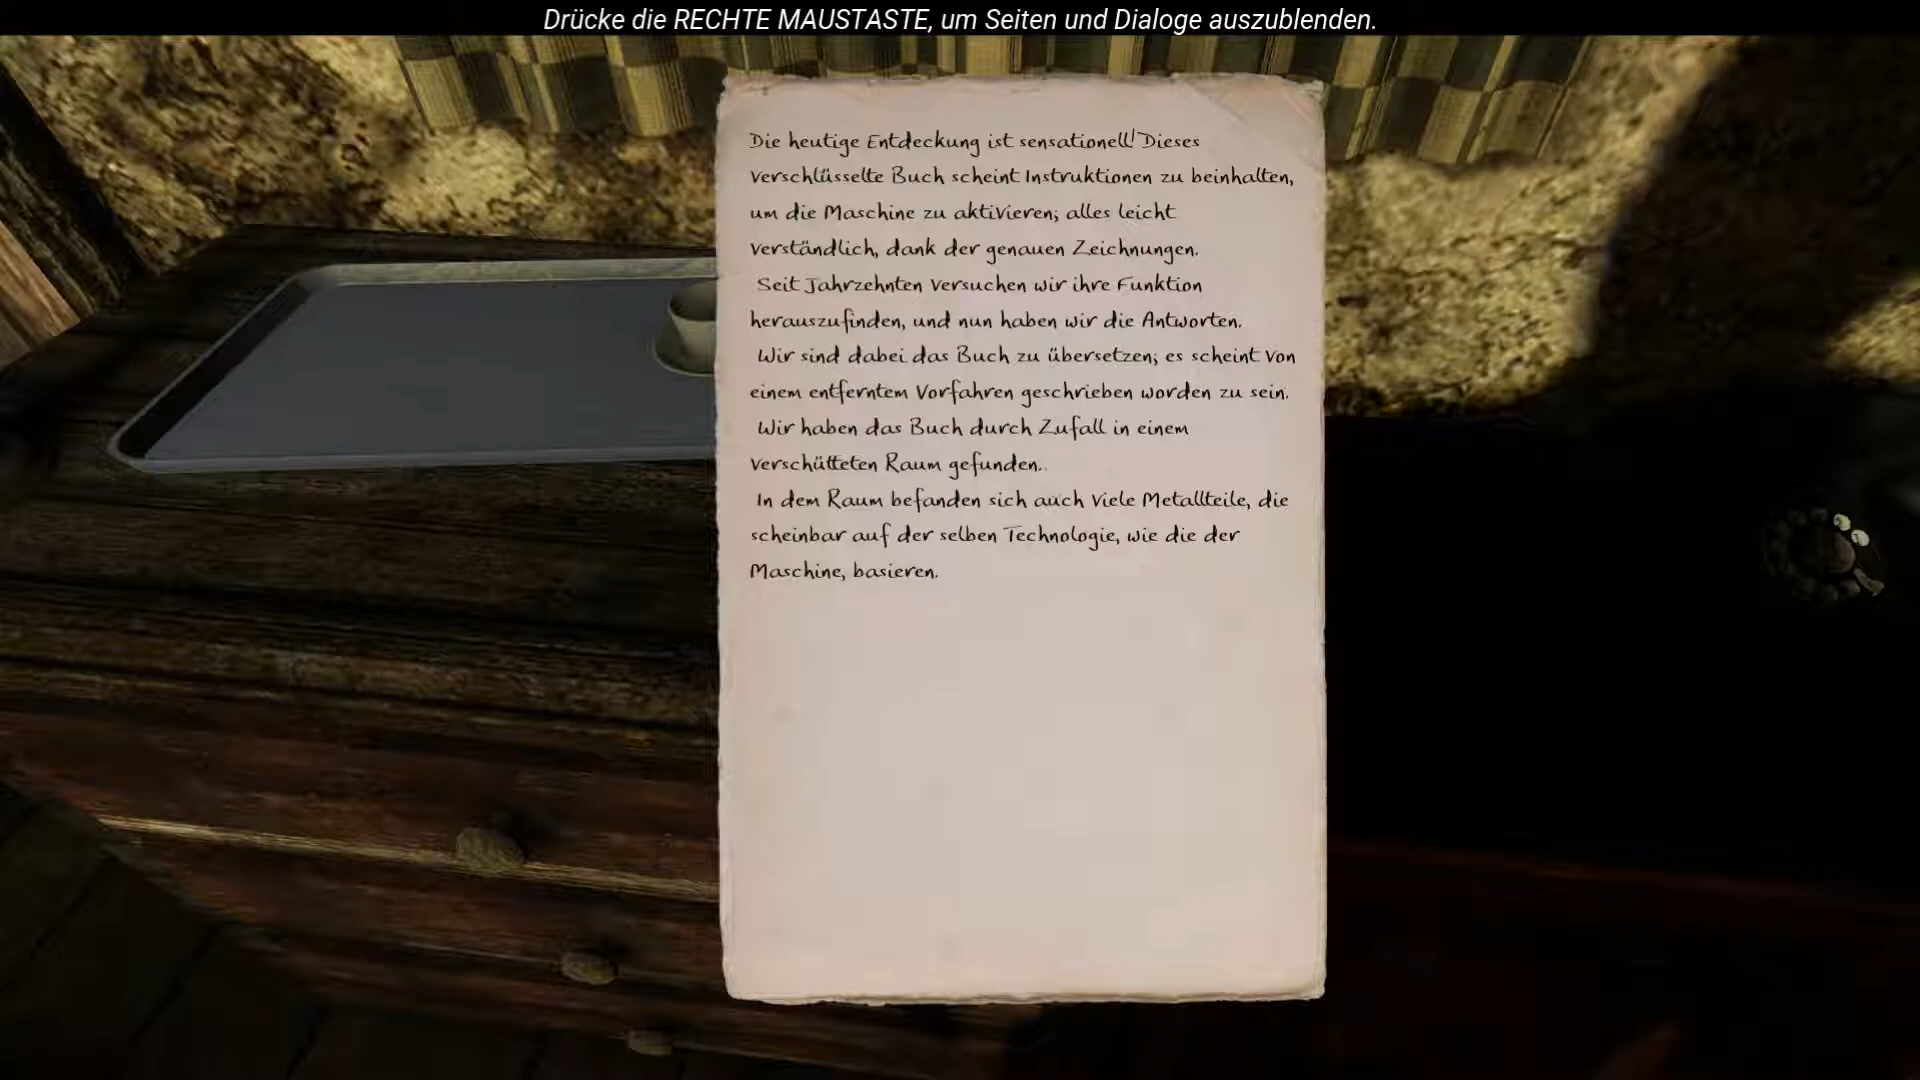 Drücke die RECHTE MAUSTASTE, um Seiten und Dialoge auszublenden.
Die heutige Entdeckung ist sensationell! Dieses
verschlüsselte Buch scheint Instruktionen zu beinhalten,
um die Maschine zu aktivieren; alles leicht
verständlich, dank der genauen Zeichnungen.
Seit Jahrzehnten versuchen wir ihre Funktion
herauszufinden, und nun haben wir die Antworten.
Wir sind dabei das Buch zu übersetzen; es scheint von
einem entferntem Vorfahren geschrieben worden zu sein.
Wir haben das Buch durch Zufall in einem
verschütteten Raum gefunden..
In dem Raum befanden sich auch viele Metallteile, die
scheinbar auf der selben Technologie, wie die der
Maschine, basieren.